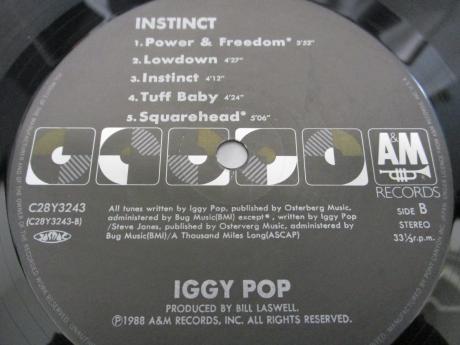 INSTINCT
1. Power & Freedom* 3'53"
2. Lowdown 4'27"
3. Instinct 4'12"
4. Tuff Baby 4'24"
5. Squarehead* 5'06"
A&M
RECORDS
C28Y3243
(C28Y3243-B)
SIDE B
STEREO
33⅓r.p.m.
All tunes written by Iggy Pop, published by Osterberg Music,
administered by Bug Music(BMI) except*, written by Iggy Pop
/Steve Jones, published by Osterverg Music, administered by
Bug Music(BMI)/A Thousand Miles Long(ASCAP)
IGGY POP
PRODUCED BY BILL LASWELL.
Ⓟ1988 A&M RECORDS, INC. ALL RIGHTS RESERVED.